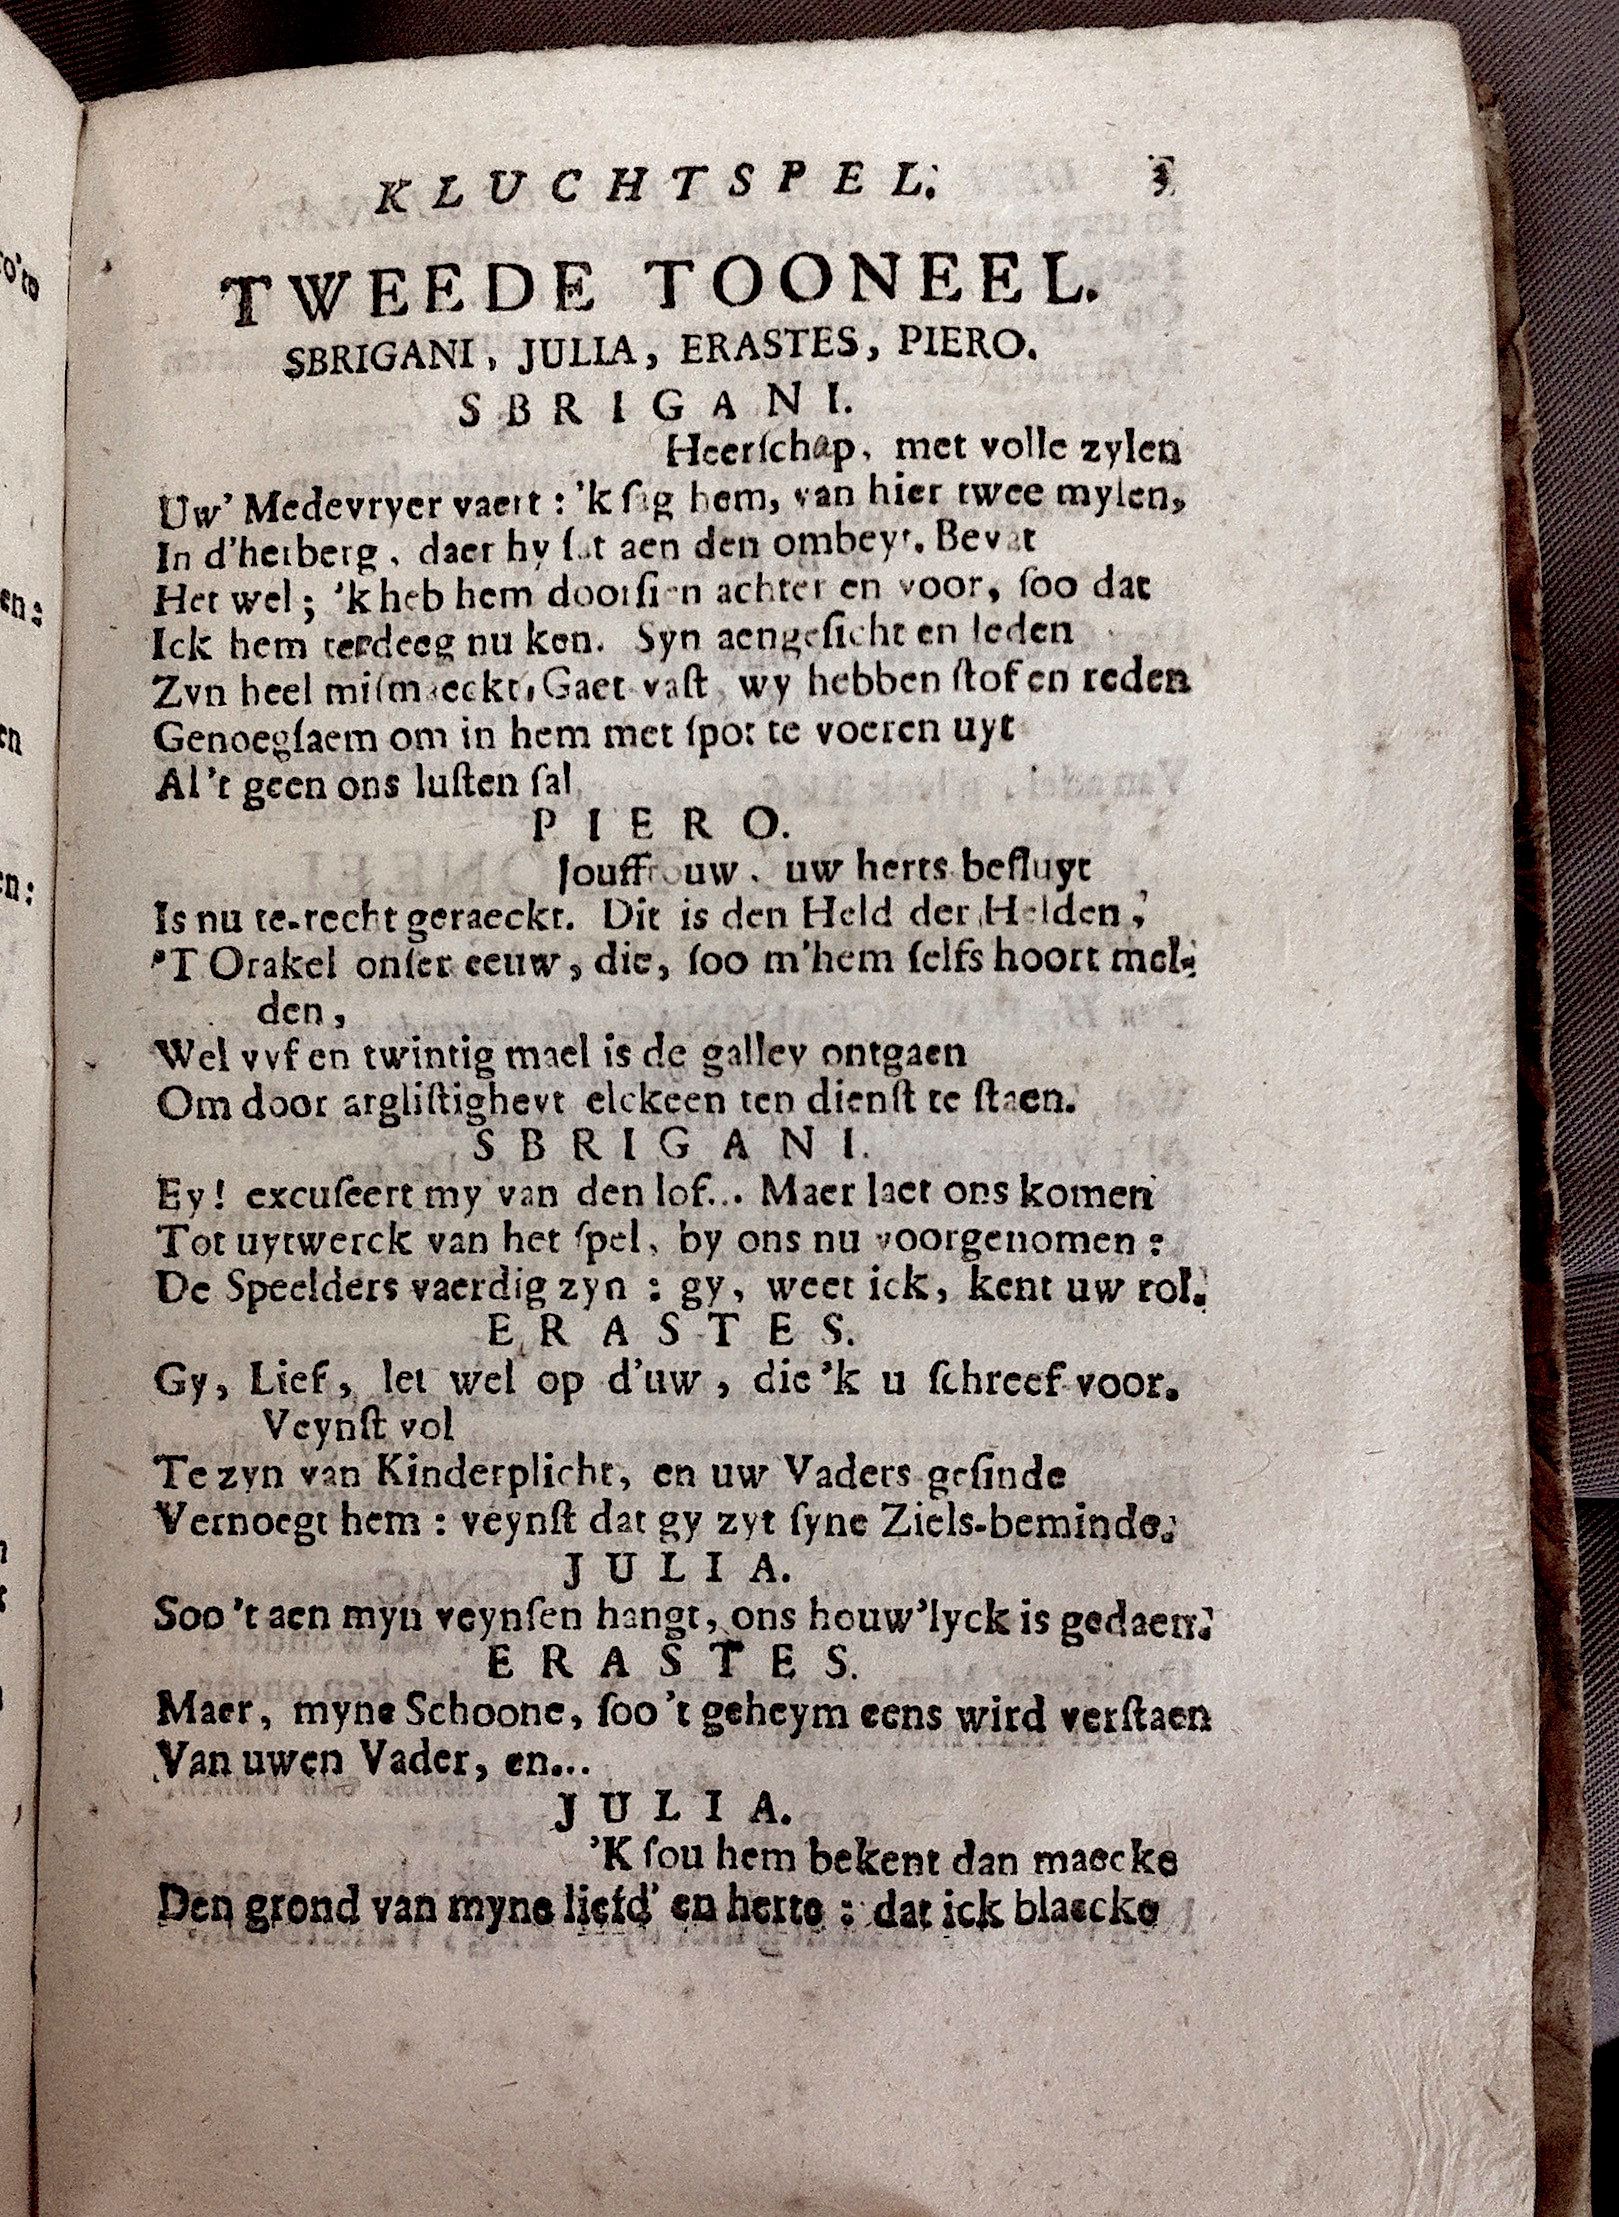 KLUCHTSPEL.
TWEEDE TOONEEL.
SBRIGANI, JULIA, ERASTES, PIERO.
SBRIGANI.
Heerſchap, met volle zylen
Uw' Medevryer vaert : 'k ſag hem, van hier twee mylen,
In d'herberg, daer hy ſat aen den ombeyt. Bevat
Het wel; 'k heb hem doorſien achter en voor, ſoo dat
Ick hem terdeeg nu ken. Syn aengeſicht en leden
Zyn heel miſmaeckt, Gaet vaſt, wy hebben ſtof en reden
Genoegſaem om in hem met ſpot te voeren uyt
Al 't geen ons luſten ſal.
PIERO.
Jouffrouw, uw herts beſluyt
Is nu te-recht geraeckt. Dit is den Held der Helden,
'T Orakel onſer eeuw, die, ſoo m'hem ſelfs hoort mel-
den,
Wel vyf en twintig mael is de galley ontgaen
Om door argliſtigheyt elckeen ten dienſt te ſtaen.
SBRIGANI.
Ey! excuſeert my van den lof... Maer laet ons komen
Tot uytwerck van het ſpel, by ons nu voorgenomen :
De Speelders vaerdig zyn : gy, weet ick, kent uw rol.
ERASTES.
Gy, Lief, let wel op d'uw, die 'k u ſchreef voor.
Veynſt vol
Te zyn van Kinderplicht, en uw Vaders geſinde
Vernoegt hem : veynſt dat gy zyt ſyne Ziels-beminde.
JULIA.
Soo 't aen myn veynſen hangt, ons houw'lyck is gedaen.
ERASTES.
Maer, myne Schoone, ſoo 't geheym eens wird verſtaen
Van uwen Vader, en...
JULIA.
'K ſou hem bekent dan maecke
Den grond van myne liefd' en herte : dat ick blaecke